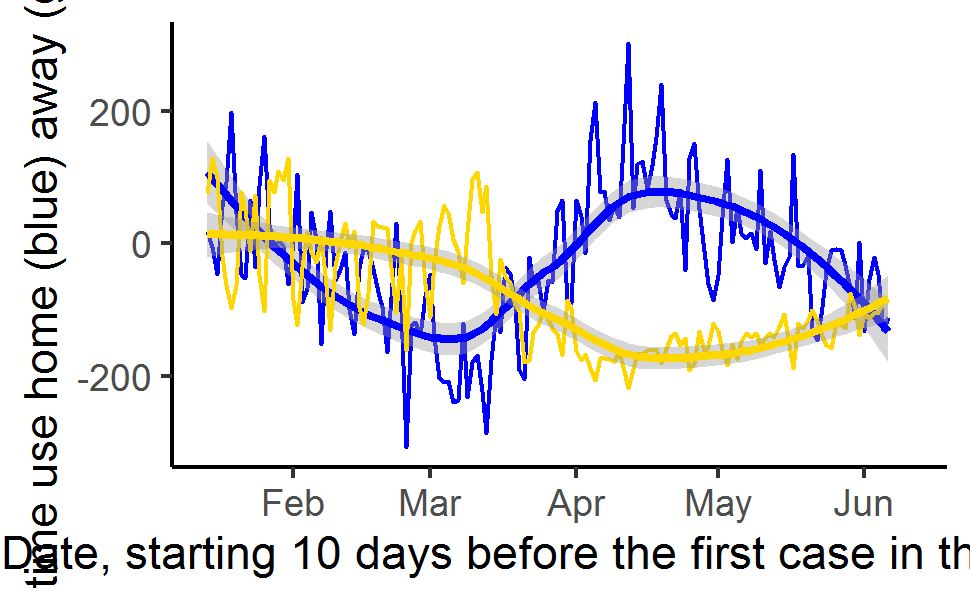 time use home (blue) away (
200
0
-200
Feb Mar Apr May Jun
Date, starting 10 days before the first case in th